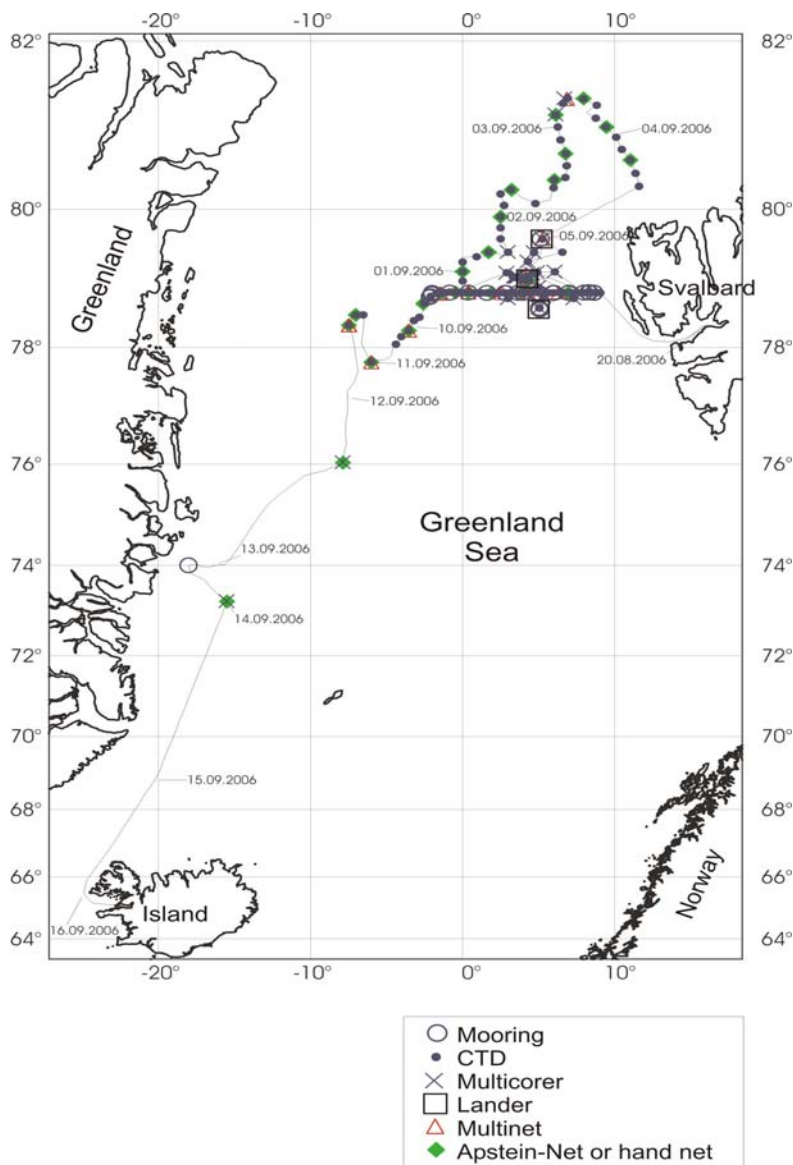 -20° -10° 0° 10°
82° 82°
03.09.2006 04.09.2006
80° 80°
02.09.2006
05.09.2006
01.09.2006
Greenland
Svalbard
10.09.2006
78° 78°
11.09.2006
20.08.2006
12.09.2006
76° 76°
Greenland
Sea
13.09.2006
74° 74°
14.09.2006
72° 72°
70° 70°
15.09.2006
68° 68°
66° 66°
Island
Norway
16.09.2006
64° 64°
-20° -10° 0° 10°
Mooring
CTD
Multicorer
Lander
Multinet
Apstein-Net or hand net